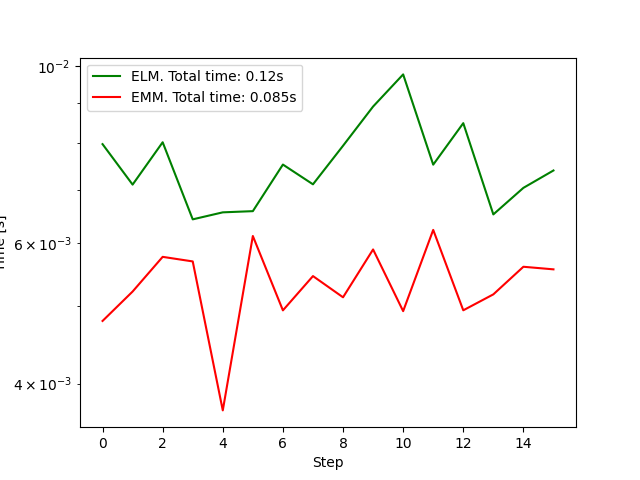 ELM. Total time: 0.12s
EMM. Total time: 0.085s
10⁻²
6 × 10⁻³
4 × 10⁻³
[s]
0 2 4 6 8 10 12 14
Step